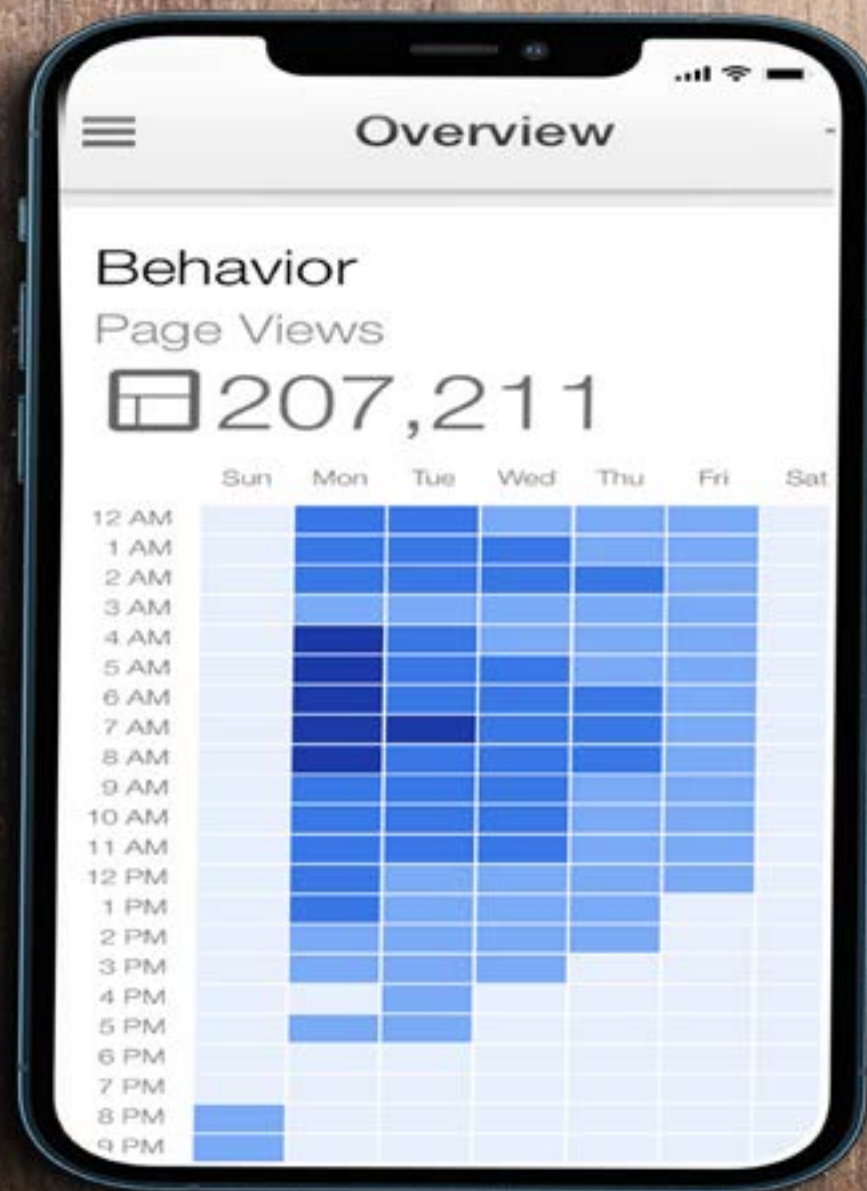 Overview
Behavior
Page Views
207,211
Sun Mon Tue Wed Thu Fri Sat
12 AM
1 AM
2 AM
3 AM
4 AM
5 AM
6 AM
7 AM
8 AM
9 AM
10 AM
11 AM
12 PM
1 PM
2 PM
3 PM
4 PM
5 PM
6 PM
7 PM
8 PM
9 PM